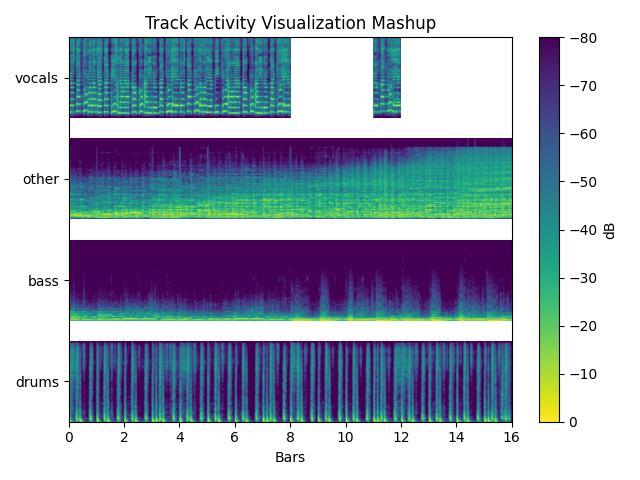 Track Activity Visualization Mashup
vocals
other
bass
drums
0 2 4 6 8 10 12 14 16
Bars
−80
−70
−60
−50
−40
−30
−20
−10
0
dB